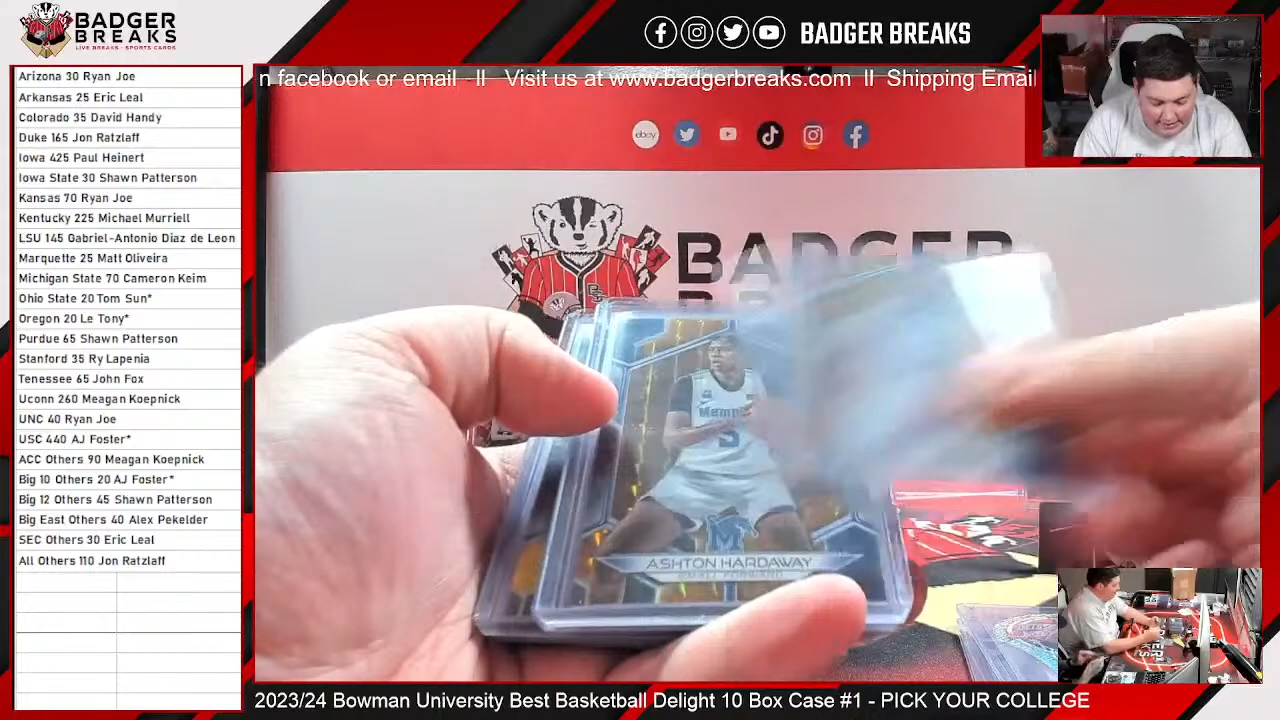 BADGER
BREAKS
LIVE BREAKS - SPORTS CARDS
BADGER BREAKS
n facebook or email - ll Visit us at www.badgerbreaks.com ll Shipping Email
Arizona 30 Ryan Joe
Arkansas 25 Eric Leal
Colorado 35 David Handy
Duke 165 Jon Ratzlaff
Iowa 425 Paul Heinert
Iowa State 30 Shawn Patterson
Kansas 70 Ryan Joe
Kentucky 225 Michael Murriell
LSU 145 Gabriel-Antonio Diaz de Leon
Marquette 25 Matt Oliveira
Michigan State 70 Cameron Keim
Ohio State 20 Tom Sun*
Oregon 20 Le Tony*
Purdue 65 Shawn Patterson
Stanford 35 Ry Lapenia
Tenessee 65 John Fox
Uconn 260 Meagan Koepnick
UNC 40 Ryan Joe
USC 440 AJ Foster*
ACC Others 90 Meagan Koepnick
Big 10 Others 20 AJ Foster*
Big 12 Others 45 Shawn Patterson
Big East Others 40 Alex Pekelder
SEC Others 30 Eric Leal
All Others 110 Jon Ratzlaff
ebay
BADGER
ASHTON HARDAWAY
SMALL FORWARD
2023/24 Bowman University Best Basketball Delight 10 Box Case #1 - PICK YOUR COLLEGE